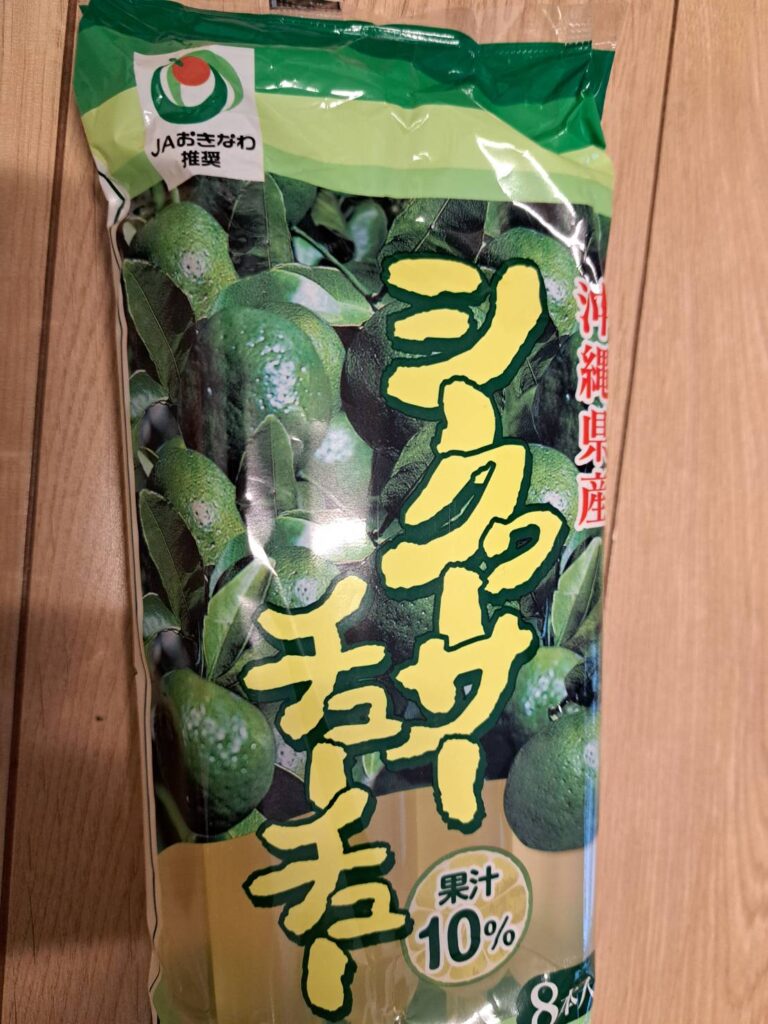 JAおきなわ
推奨
沖縄県産
シークヮーサー
チューチュー
果汁
10%
8本入